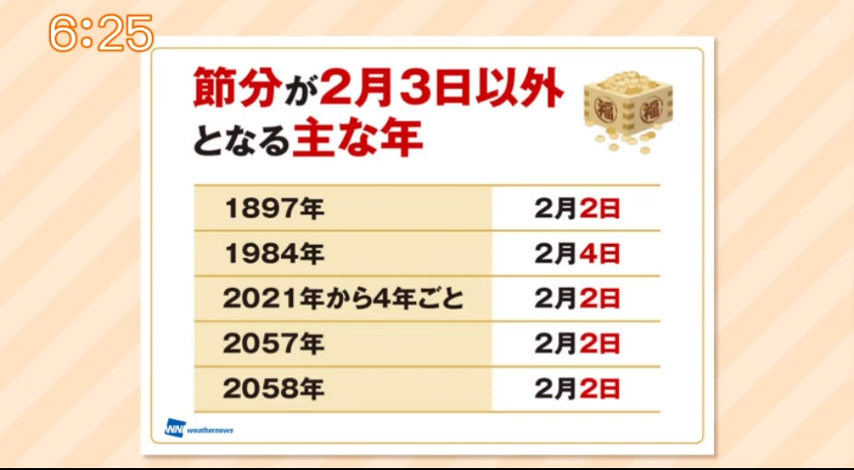 6:25
節分が2月3日以外
となる主な年
福 福
1897年 2月2日
1984年 2月4日
2021年から4年ごと 2月2日
2057年 2月2日
2058年 2月2日
WN weathernews